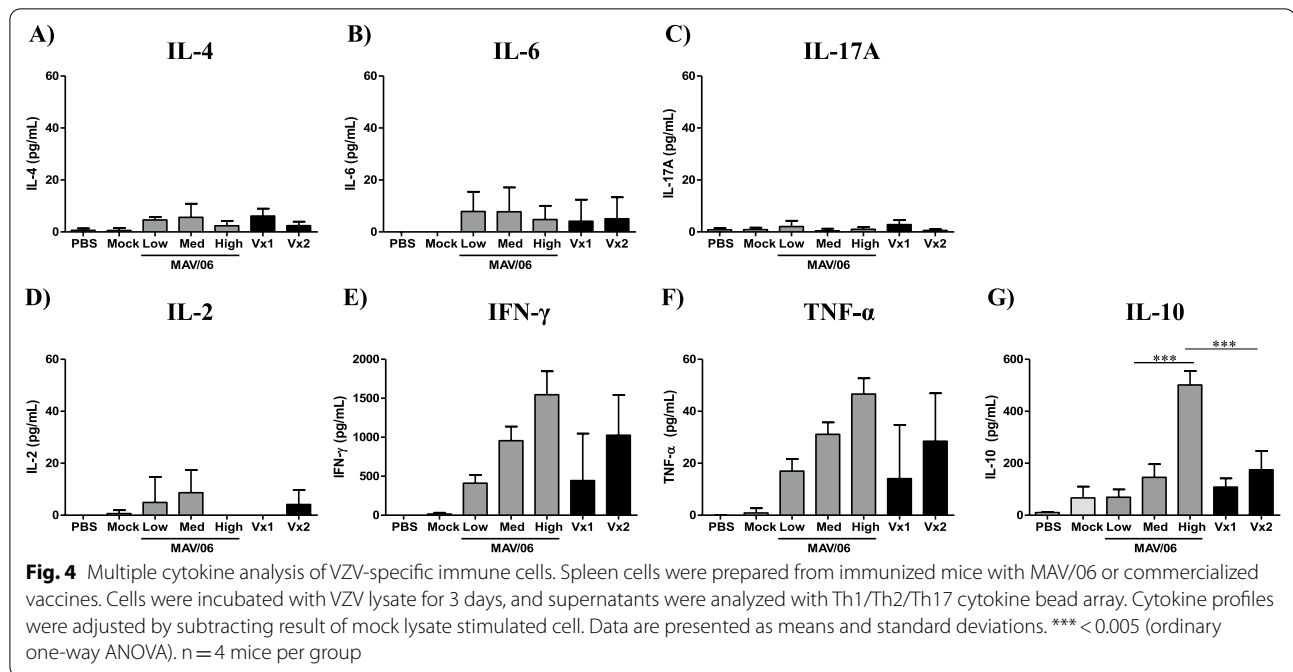 A)
IL-4
60
40
20
0
IL-4 (pg/mL)
PBS Mock Low Med High Vx1 Vx2
MAV/06
B)
IL-6
60
40
20
0
IL-6 (pg/mL)
PBS Mock Low Med High Vx1 Vx2
MAV/06
C)
IL-17A
60
40
20
0
IL-17A (pg/mL)
PBS Mock Low Med High Vx1 Vx2
MAV/06
D)
IL-2
60
40
20
0
IL-2 (pg/mL)
PBS Mock Low Med High Vx1 Vx2
MAV/06
E)
IFN-γ
2000
1500
1000
500
0
IFN-γ (pg/mL)
PBS Mock Low Med High Vx1 Vx2
MAV/06
F)
TNF-α
60
40
20
0
TNF-α (pg/mL)
PBS Mock Low Med High Vx1 Vx2
MAV/06
G)
IL-10
600
400
200
0
IL-10 (pg/mL)
*** ***
PBS Mock Low Med High Vx1 Vx2
MAV/06
Fig. 4 Multiple cytokine analysis of VZV-specific immune cells. Spleen cells were prepared from immunized mice with MAV/06 or commercialized
vaccines. Cells were incubated with VZV lysate for 3 days, and supernatants were analyzed with Th1/Th2/Th17 cytokine bead array. Cytokine profiles
were adjusted by subtracting result of mock lysate stimulated cell. Data are presented as means and standard deviations. *** < 0.005 (ordinary
one-way ANOVA). n = 4 mice per group